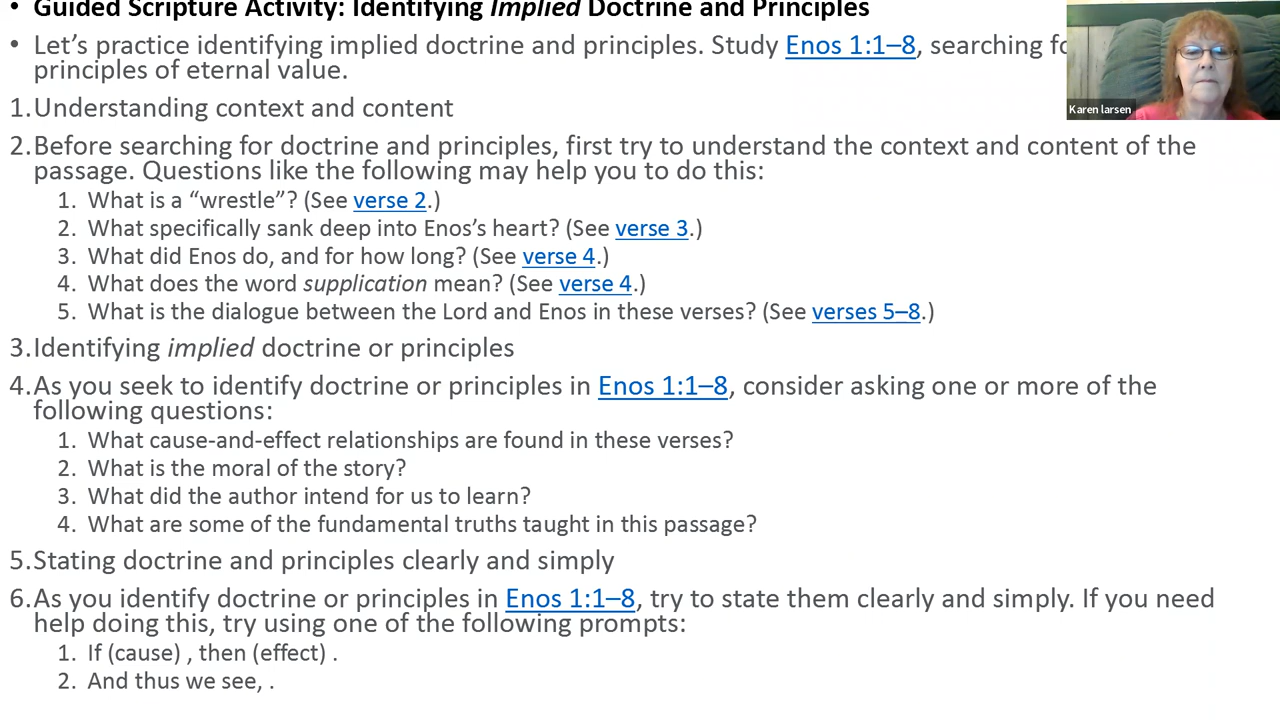 • Guided Scripture Activity: Identifying Implied Doctrine and Principles
• Let’s practice identifying implied doctrine and principles. Study Enos 1:1–8, searching
principles of eternal value.
1.Understanding context and content
2.Before searching for doctrine and principles, first try to understand the context and content of the
passage. Questions like the following may help you to do this:
1. What is a “wrestle”? (See verse 2.)
2. What specifically sank deep into Enos’s heart? (See verse 3.)
3. What did Enos do, and for how long? (See verse 4.)
4. What does the word supplication mean? (See verse 4.)
5. What is the dialogue between the Lord and Enos in these verses? (See verses 5–8.)
3.Identifying implied doctrine or principles
4.As you seek to identify doctrine or principles in Enos 1:1–8, consider asking one or more of the
following questions:
1. What cause-and-effect relationships are found in these verses?
2. What is the moral of the story?
3. What did the author intend for us to learn?
4. What are some of the fundamental truths taught in this passage?
5.Stating doctrine and principles clearly and simply
6.As you identify doctrine or principles in Enos 1:1–8, try to state them clearly and simply. If you need
help doing this, try using one of the following prompts:
1. If (cause) , then (effect) .
2. And thus we see, .
Karen larsen